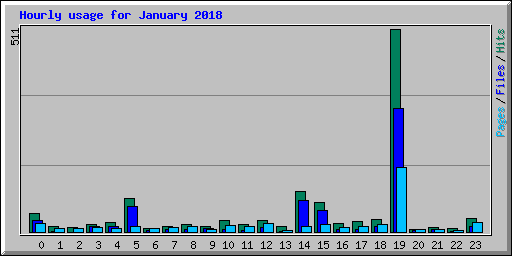 Hourly usage for January 2018
511
Pages / Files / Hits
0 1 2 3 4 5 6 7 8 9 10 11 12 13 14 15 16 17 18 19 20 21 22 23